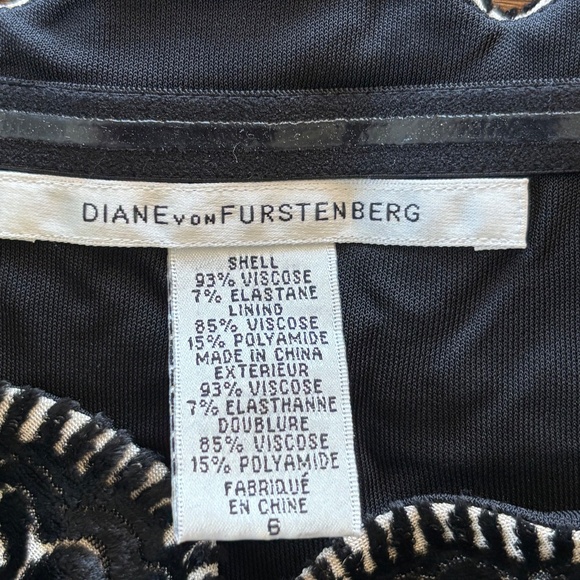 DIANE VON FURSTENBERG
SHELL
93% VISCOSE
7% ELASTANE
LINING
85% VISCOSE
15% POLYAMIDE
MADE IN CHINA
EXTERIEUR
93% VISCOSE
7% ELASTHANNE
DOUBLURE
85% VISCOSE
15% POLYAMIDE
FABRIQUÉ
EN CHINE
6